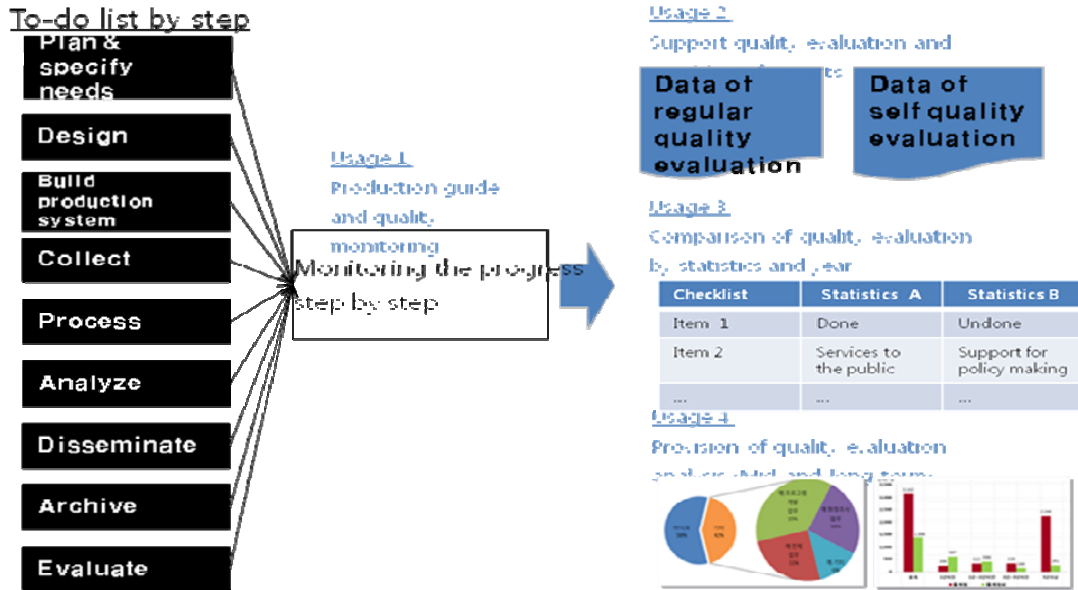 To-do list by step
Plan &
specify
needs
Design
Build
production
system
Collect
Process
Analyze
Disseminate
Archive
Evaluate
Usage 1
Production guide
and quality
monitoring
Monitoring the progress
step by step
Usage 2
Support quality evaluation and
Data of
regular
quality
evaluation
Data of
self quality
evaluation
Usage 3
Comparison of quality evaluation
by statistics and year
Checklist Statistics A Statistics B
Item 1 Done Undone
Item 2 Services to
the public Support for
policy making
... ... ...
Usage 4
Provision of quality evaluation